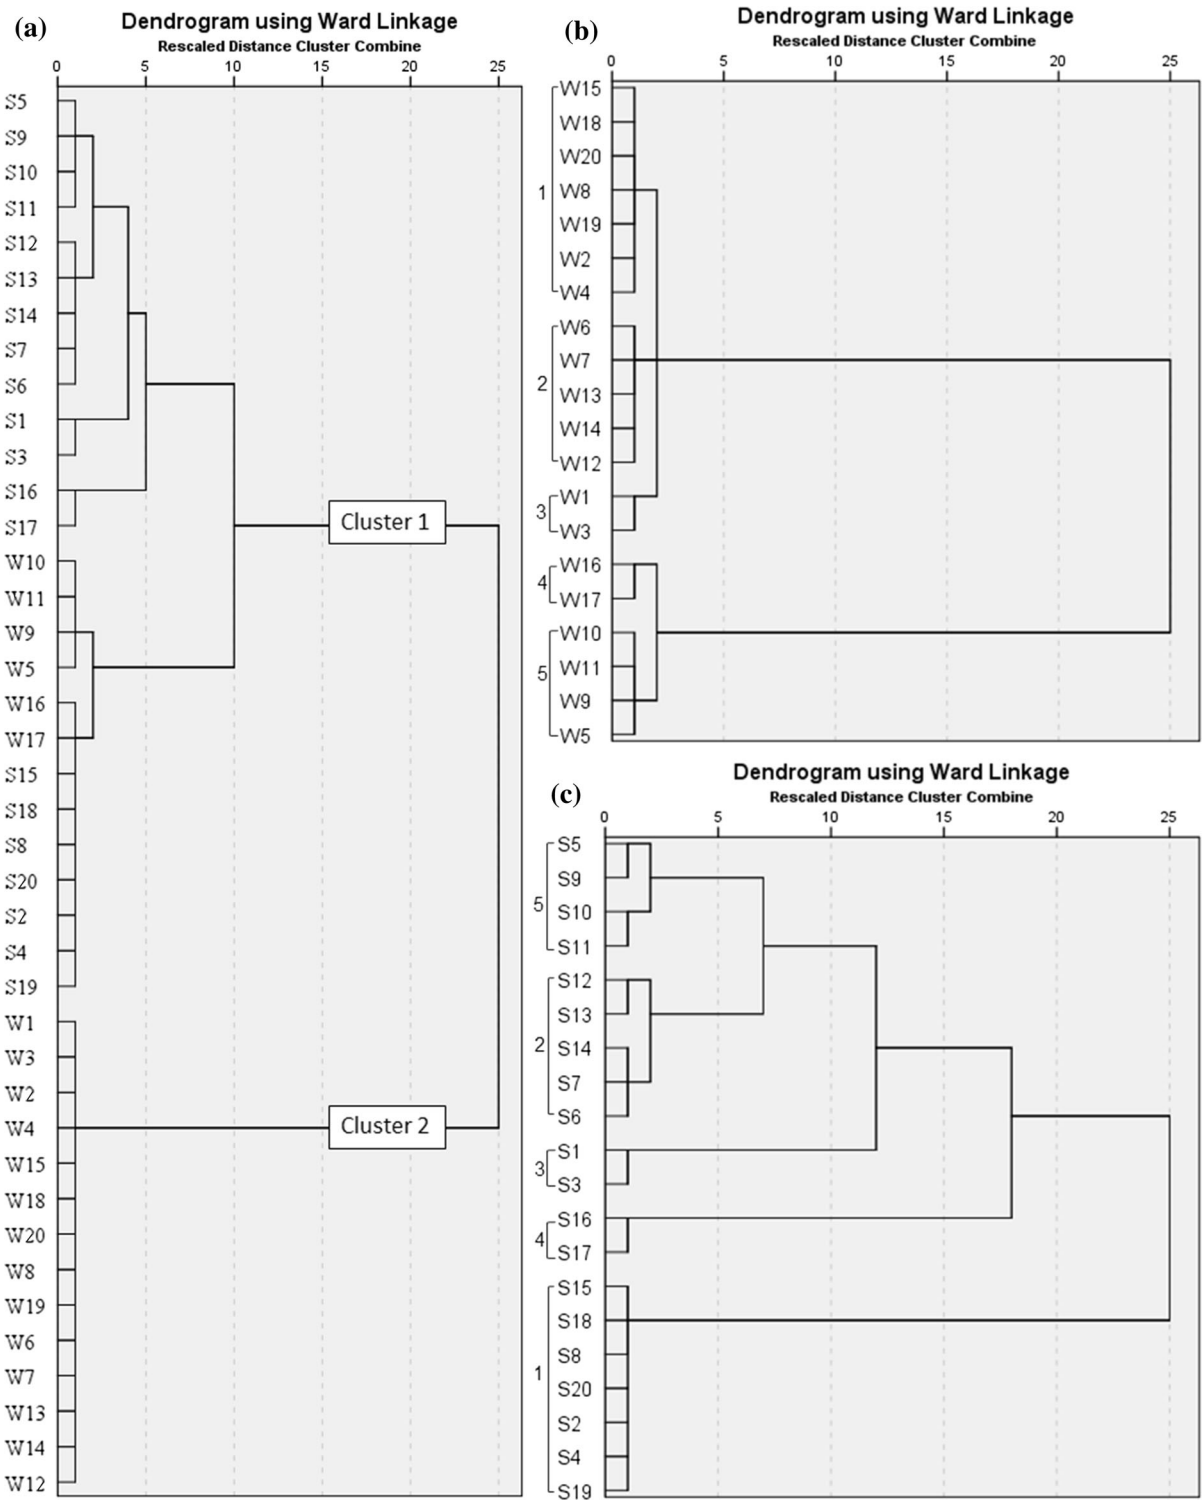 (a)
Dendrogram using Ward Linkage
Rescaled Distance Cluster Combine
0 5 10 15 20 25
S5
S9
S10
S11
S12
S13
S14
S7
S6
S1
S3
S16
S17
Cluster 1
W10
W11
W9
W5
W16
W17
S15
S18
S8
S20
S2
S4
S19
W1
W3
W2
W4
Cluster 2
W15
W18
W20
W8
W19
W6
W7
W13
W14
W12
(b)
Dendrogram using Ward Linkage
Rescaled Distance Cluster Combine
0 5 10 15 20 25
W15
W18
W20
1 W8
W19
W2
W4
W6
W7
2
W13
W14
W12
W1
3
W3
W16
4
W17
W10
5 W11
W9
W5
(c)
Dendrogram using Ward Linkage
Rescaled Distance Cluster Combine
0 5 10 15 20 25
S5
S9
5
S10
S11
S12
S13
2 S14
S7
S6
S1
3
S3
S16
4
S17
S15
S18
S8
1
S20
S2
S4
S19